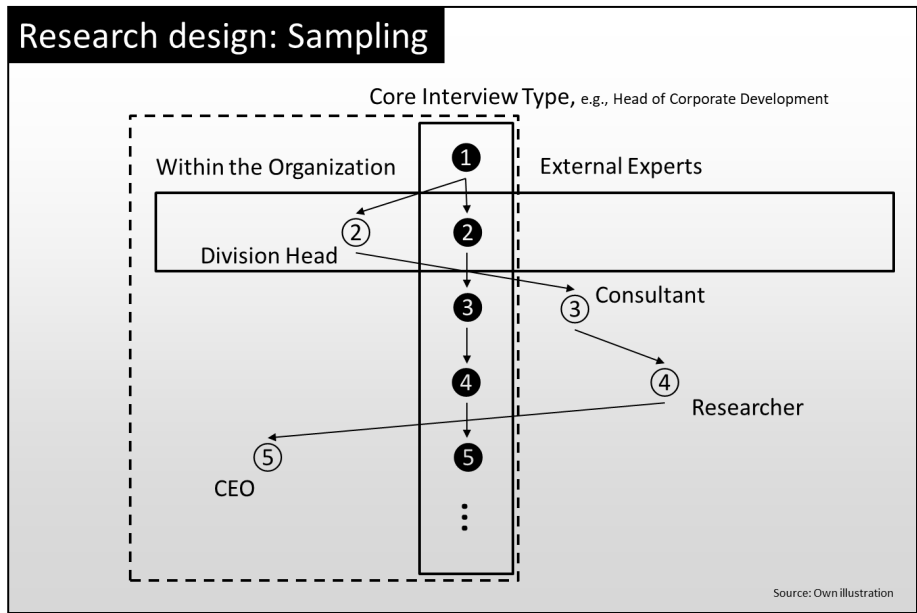 Research design: Sampling
Core Interview Type, e.g., Head of Corporate Development
1
Within the Organization
External Experts
2
2
Division Head
Consultant
3
3
4
4
Researcher
5
5
CEO
⋮
Source: Own illustration